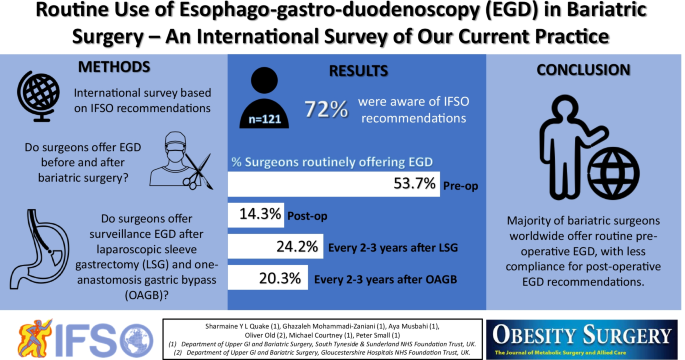 Routine Use of Esophago-gastro-duodenoscopy (EGD) in Bariatric
Surgery – An International Survey of Our Current Practice
METHODS
International survey based
on IFSO recommendations
Do surgeons offer EGD
before and after
bariatric surgery?
Do surgeons offer
surveillance EGD after
laparoscopic sleeve
gastrectomy (LSG) and one-
anastomosis gastric bypass
(OAGB)?
RESULTS
n=121
72% were aware of IFSO
recommendations
% Surgeons routinely offering EGD
53.7% Pre-op
14.3% Post-op
24.2% Every 2-3 years after LSG
20.3% Every 2-3 years after OAGB
CONCLUSION
Majority of bariatric surgeons
worldwide offer routine pre-
operative EGD, with less
compliance for post-operative
EGD recommendations.
IFSO
Sharmaine Y L Quake (1), Ghazaleh Mohammadi-Zaniani (1), Aya Musbahi (1),
Oliver Old (2), Michael Courtney (1), Peter Small (1)
(1) Department of Upper GI and Bariatric Surgery, South Tyneside & Sunderland NHS Foundation Trust, UK.
(2) Department of Upper GI and Bariatric Surgery, Gloucestershire Hospitals NHS Foundation Trust, UK.
OBESITY SURGERY
The Journal of Metabolic Surgery and Allied Care